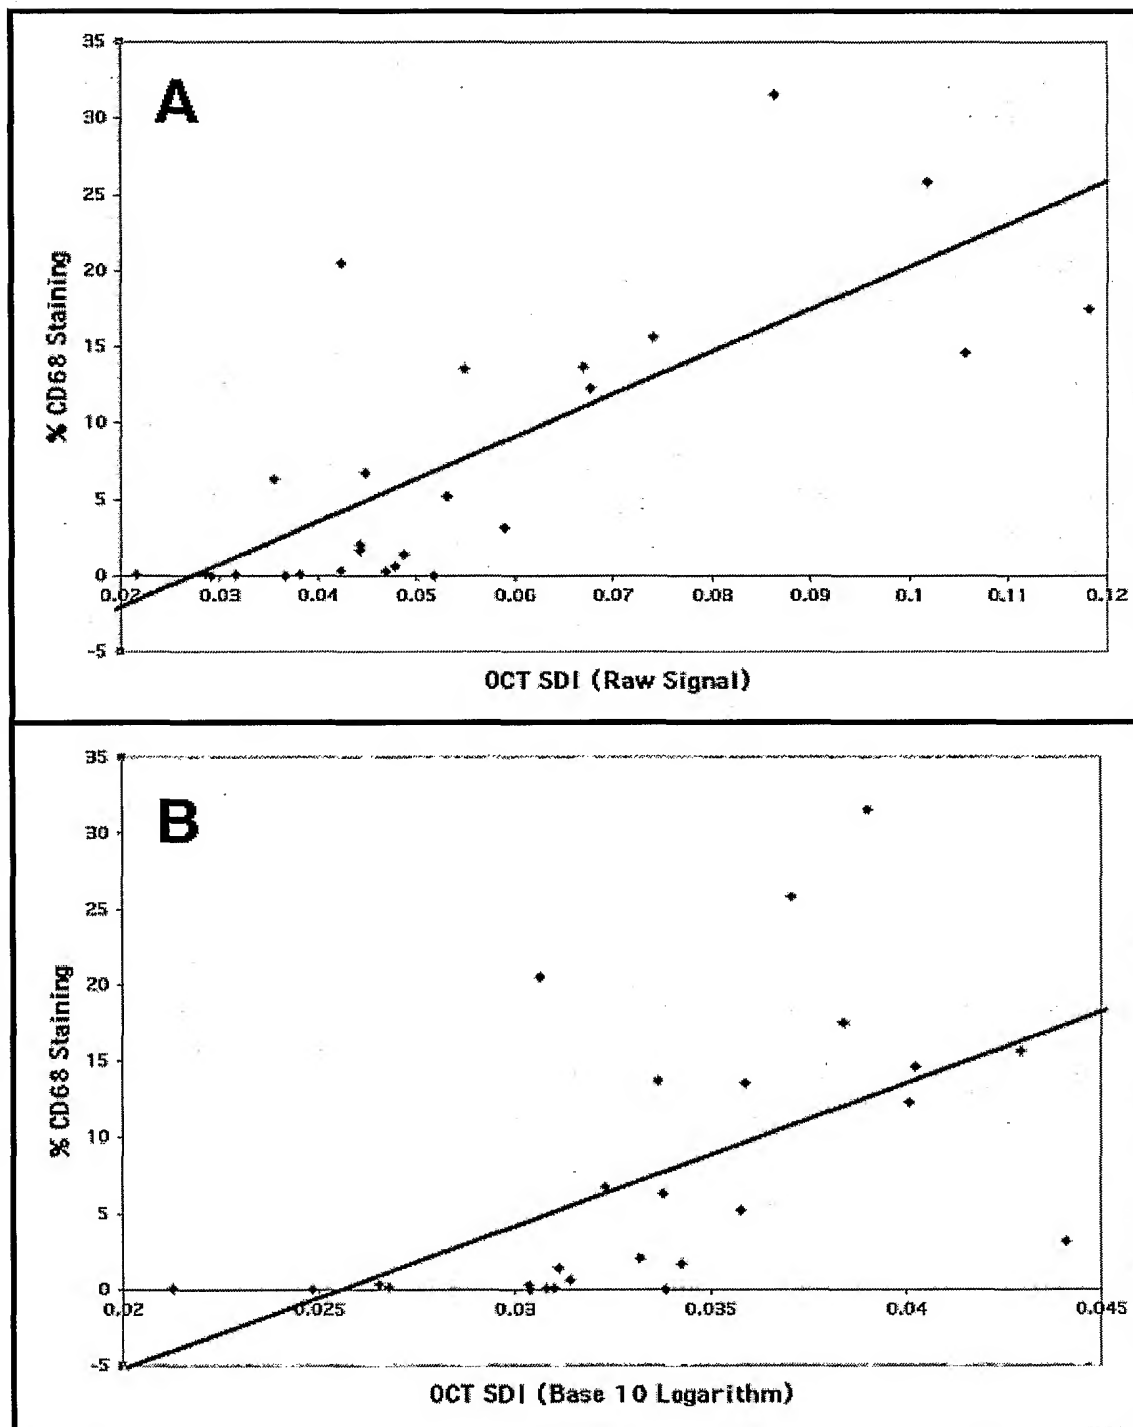 A
35
30
25
20
15
10
5
0
-5
% CD68 Staining
0.02 0.03 0.04 0.05 0.06 0.07 0.08 0.09 0.1 0.11 0.12
OCT SDI (Raw Signal)
B
35
30
25
20
15
10
5
0
-5
% CD68 Staining
0.02 0.025 0.03 0.035 0.04 0.045
OCT SDI (Base 10 Logarithm)